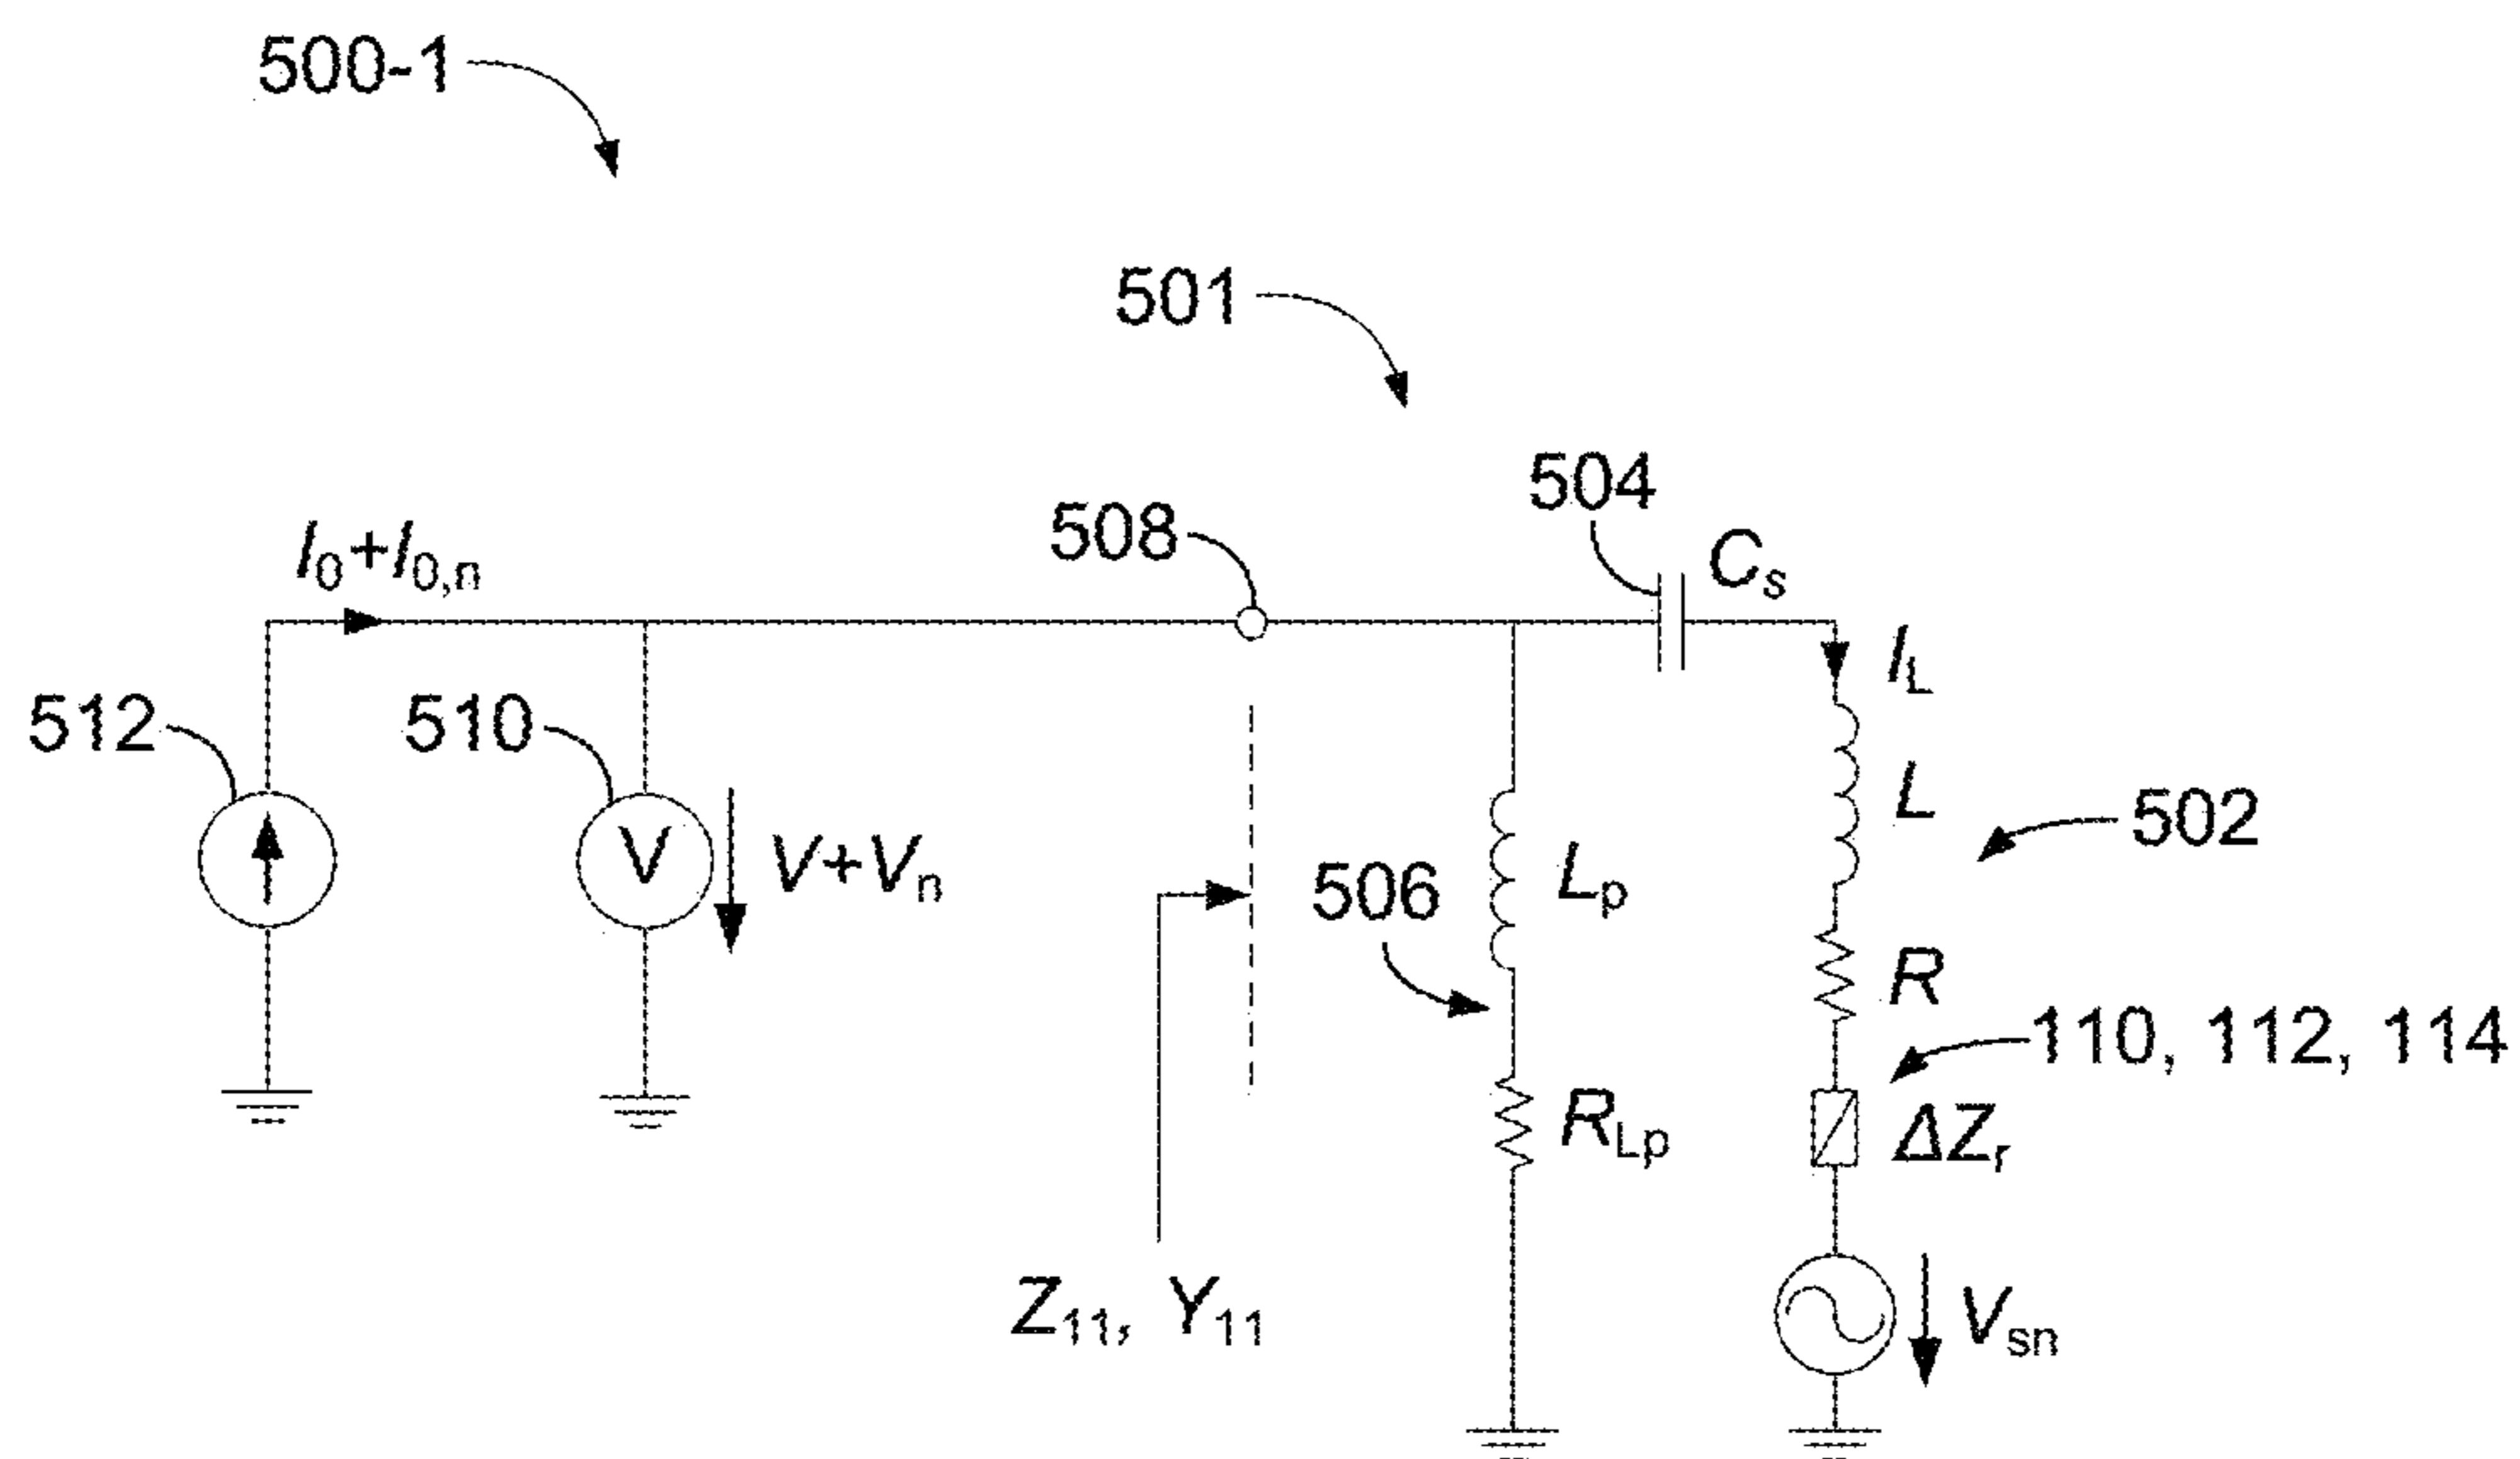 500-1
501
504
508
C_s
I_0+I_0,n
I_L
512
510
L
502
V
V+V_n
506
L_p
R
110, 112, 114
R_Lp
ΔZ_r
Z_11, Y_11
V_sn